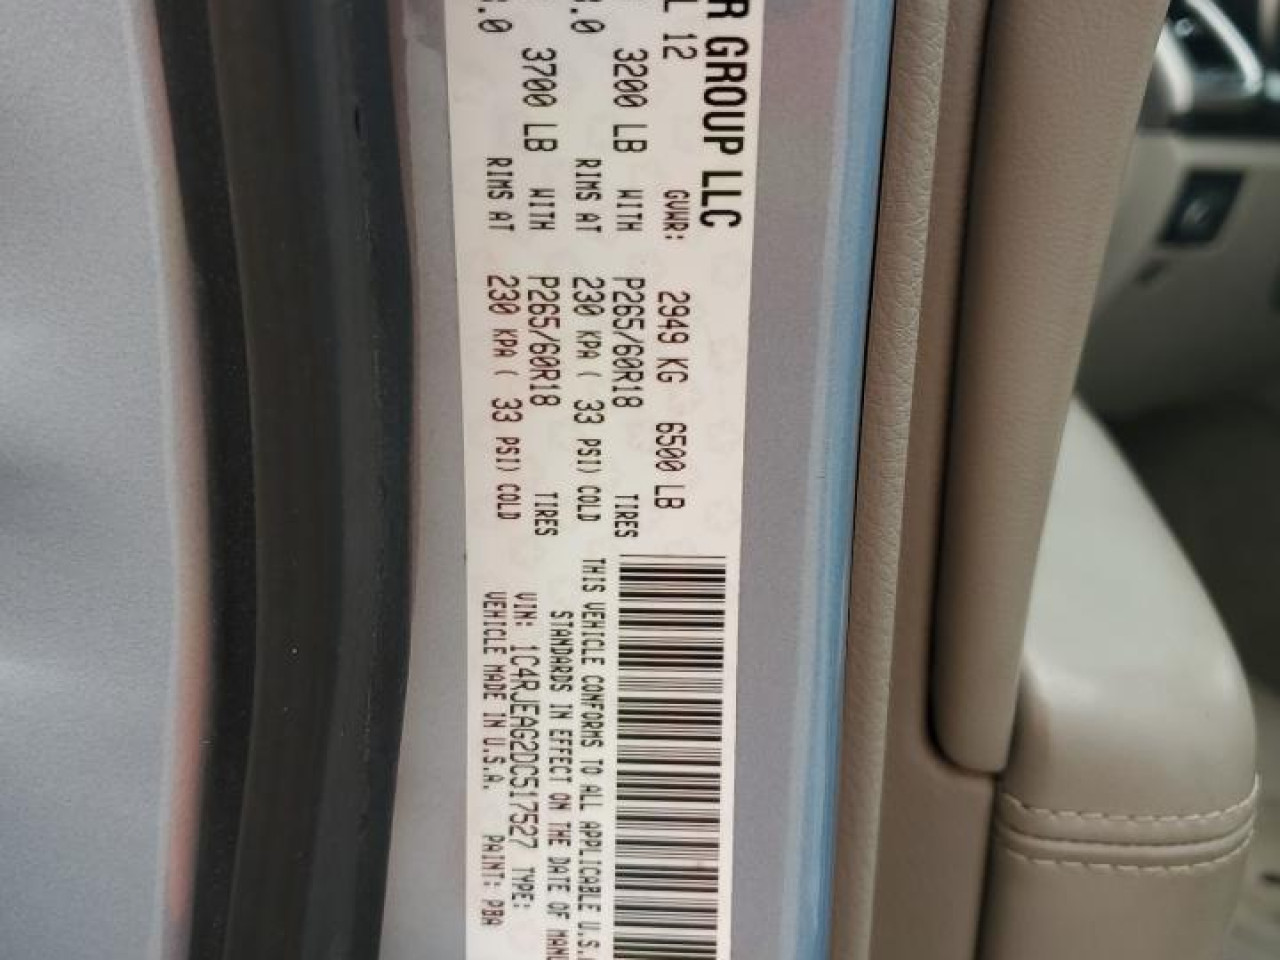 R GROUP LLC
L 12 GVWR: 2949 KG 6500 LB
3200 LB WITH P265/60R18 TIRES
.0 RIMS AT 230 KPA ( 33 PSI) COLD
3700 LB WITH P265/60R18 TIRES
.0 RIMS AT 230 KPA ( 33 PSI) COLD
THIS VEHICLE CONFORMS TO ALL APPLICABLE U.S.
STANDARDS IN EFFECT ON THE DATE OF MANU
VIN: 1C4RJEAG2DC517527 TYPE:
VEHICLE MADE IN U.S.A. PAINT: PBA